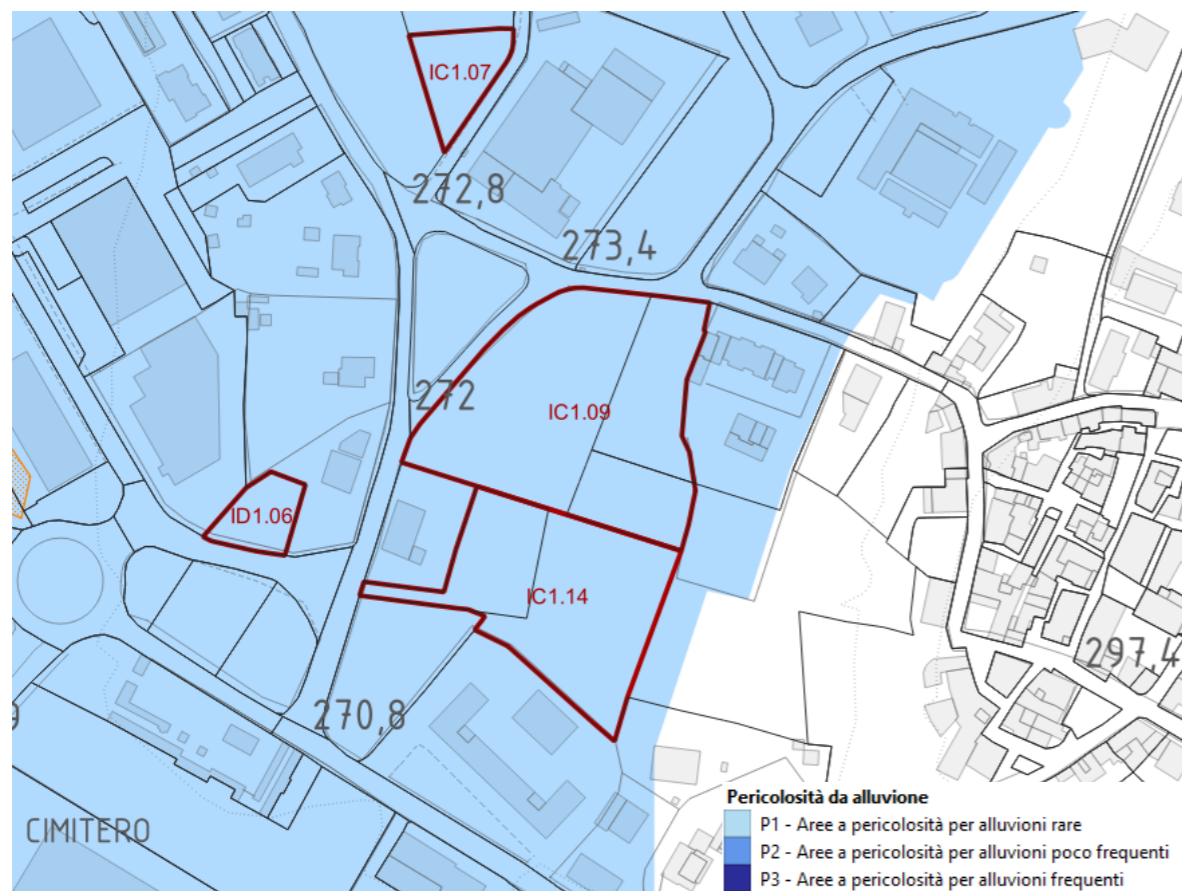 IC1.07
272,8
273,4
272
IC1.09
ID1.06
IC1.14
297,4
270,8
9
CIMITERO
Pericolosità da alluvione
P1 - Aree a pericolosità per alluvioni rare
P2 - Aree a pericolosità per alluvioni poco frequenti
P3 - Aree a pericolosità per alluvioni frequenti